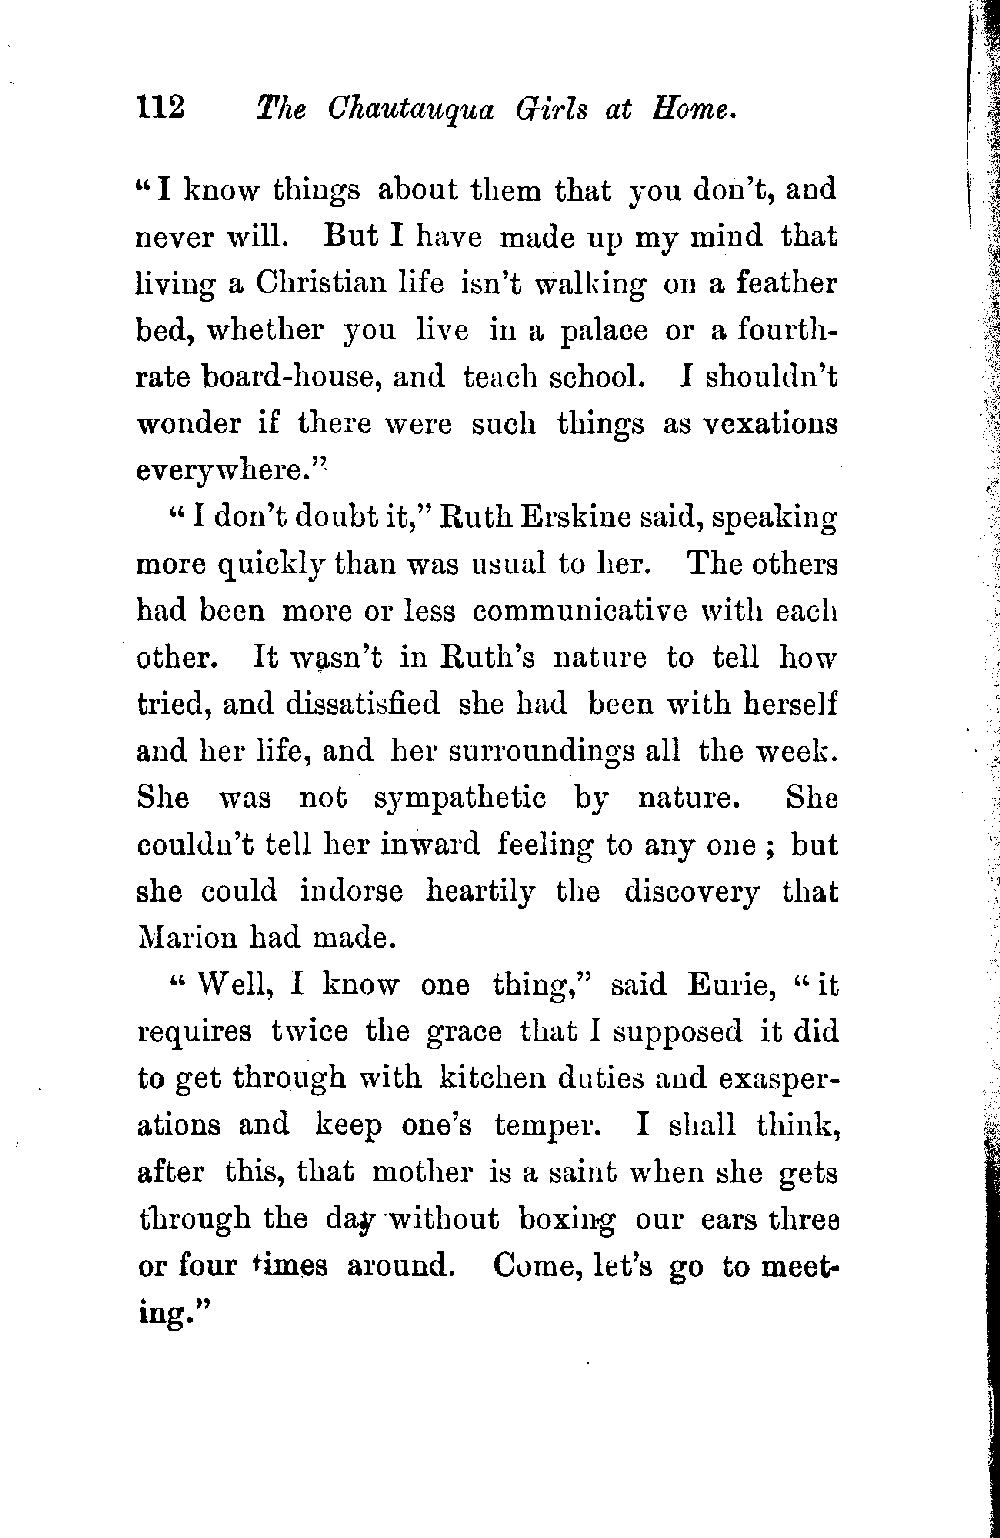 112 The Chautauqua Girls at Home.
“I know things about them that you don’t, and
never will. But I have made up my mind that
living a Christian life isn’t walking on a feather
bed, whether you live in a palace or a fourth-
rate board-house, and teach school. I shouldn’t
wonder if there were such things as vexations
everywhere.”
“I don’t doubt it,” Ruth Erskine said, speaking
more quickly than was usual to her. The others
had been more or less communicative with each
other. It wasn’t in Ruth’s nature to tell how
tried, and dissatisfied she had been with herself
and her life, and her surroundings all the week.
She was not sympathetic by nature. She
couldn’t tell her inward feeling to any one; but
she could indorse heartily the discovery that
Marion had made.
“Well, I know one thing,” said Eurie, “it
requires twice the grace that I supposed it did
to get through with kitchen duties and exasper-
ations and keep one’s temper. I shall think,
after this, that mother is a saint when she gets
through the day without boxing our ears three
or four times around. Come, let’s go to meet-
ing.”